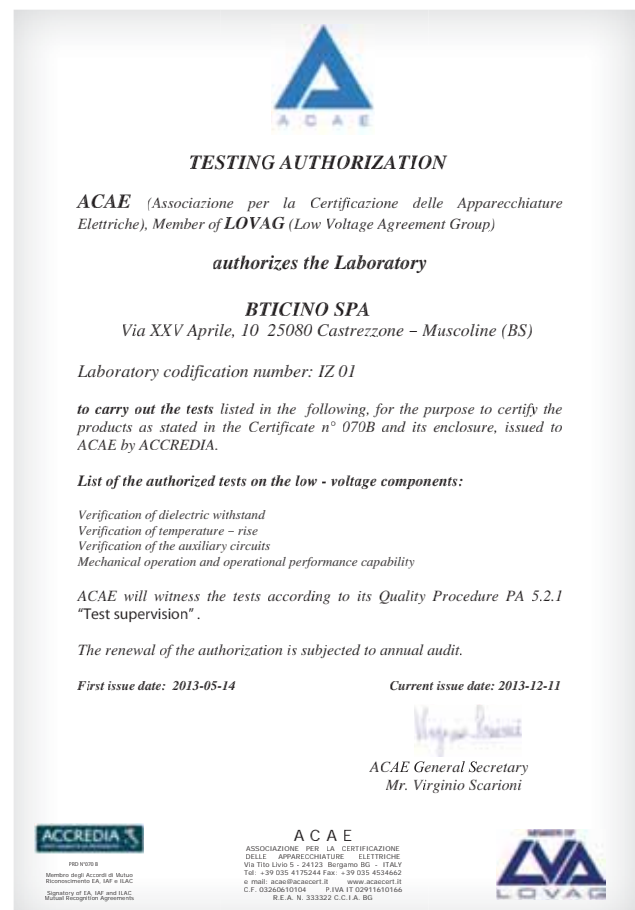 ACAE
TESTING AUTHORIZATION
ACAE (Associazione per la Certificazione delle Apparecchiature
Elettriche), Member of LOVAG (Low Voltage Agreement Group)
authorizes the Laboratory
BTICINO SPA
Via XXV Aprile, 10 25080 Castrezzone – Muscoline (BS)
Laboratory codification number: IZ 01
to carry out the tests listed in the following, for the purpose to certify the
products as stated in the Certificate n° 070B and its enclosure, issued to
ACAE by ACCREDIA.
List of the authorized tests on the low - voltage components:
Verification of dielectric withstand
Verification of temperature – rise
Verification of the auxiliary circuits
Mechanical operation and operational performance capability
ACAE will witness the tests according to its Quality Procedure PA 5.2.1
“Test supervision” .
The renewal of the authorization is subjected to annual audit.
First issue date: 2013-05-14 Current issue date: 2013-12-11
Virginio Scarioni
ACAE General Secretary
Mr. Virginio Scarioni
ACCREDIA
PRD N°070 B
Membro degli Accordi di Mutuo
Riconoscimento EA, IAF e ILAC
Signatory of EA, IAF and ILAC
Mutual Recognition Agreements
ACAE
ASSOCIAZIONE PER LA CERTIFICAZIONE
DELLE APPARECCHIATURE ELETTRICHE
Via Tito Livio 5 - 24123 Bergamo BG - ITALY
Tel: +39 035 4175244 Fax: +39 035 4534662
e mail: acae@acaecert.it www.acaecert.it
C.F. 03260610104 P.IVA IT 02911610166
R.E.A. N. 333322 C.C.I.A. BG
MEMBER OF
LVA
LOVAG